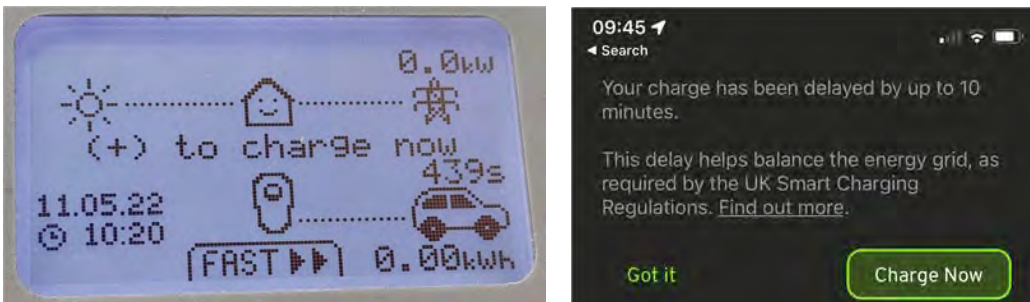 0.0kW
(+) to charge now
439s
11.05.22
10:20
FAST
0.00kWh
09:45
Search
Your charge has been delayed by up to 10
minutes.
This delay helps balance the energy grid, as
required by the UK Smart Charging
Regulations. Find out more.
Got it
Charge Now